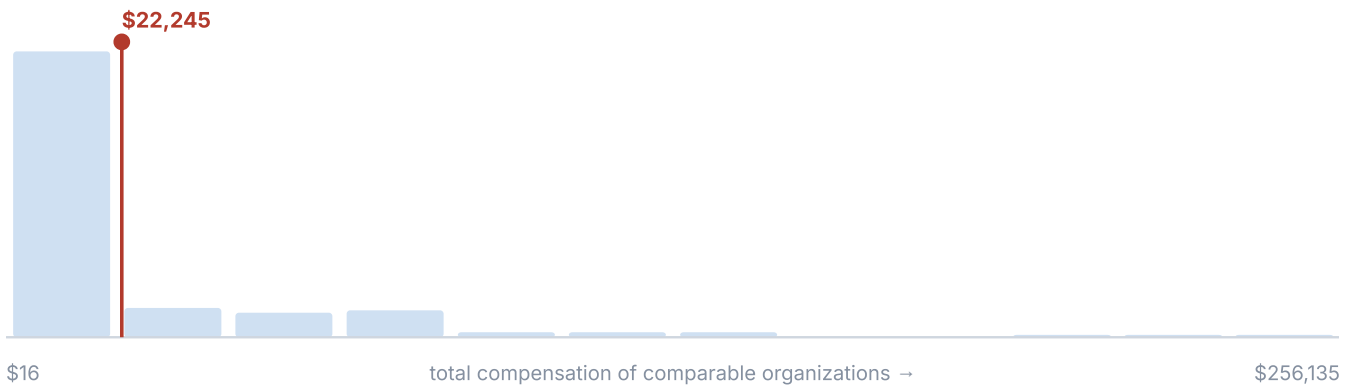 $22,245
$16 total compensation of comparable organizations → $256,135